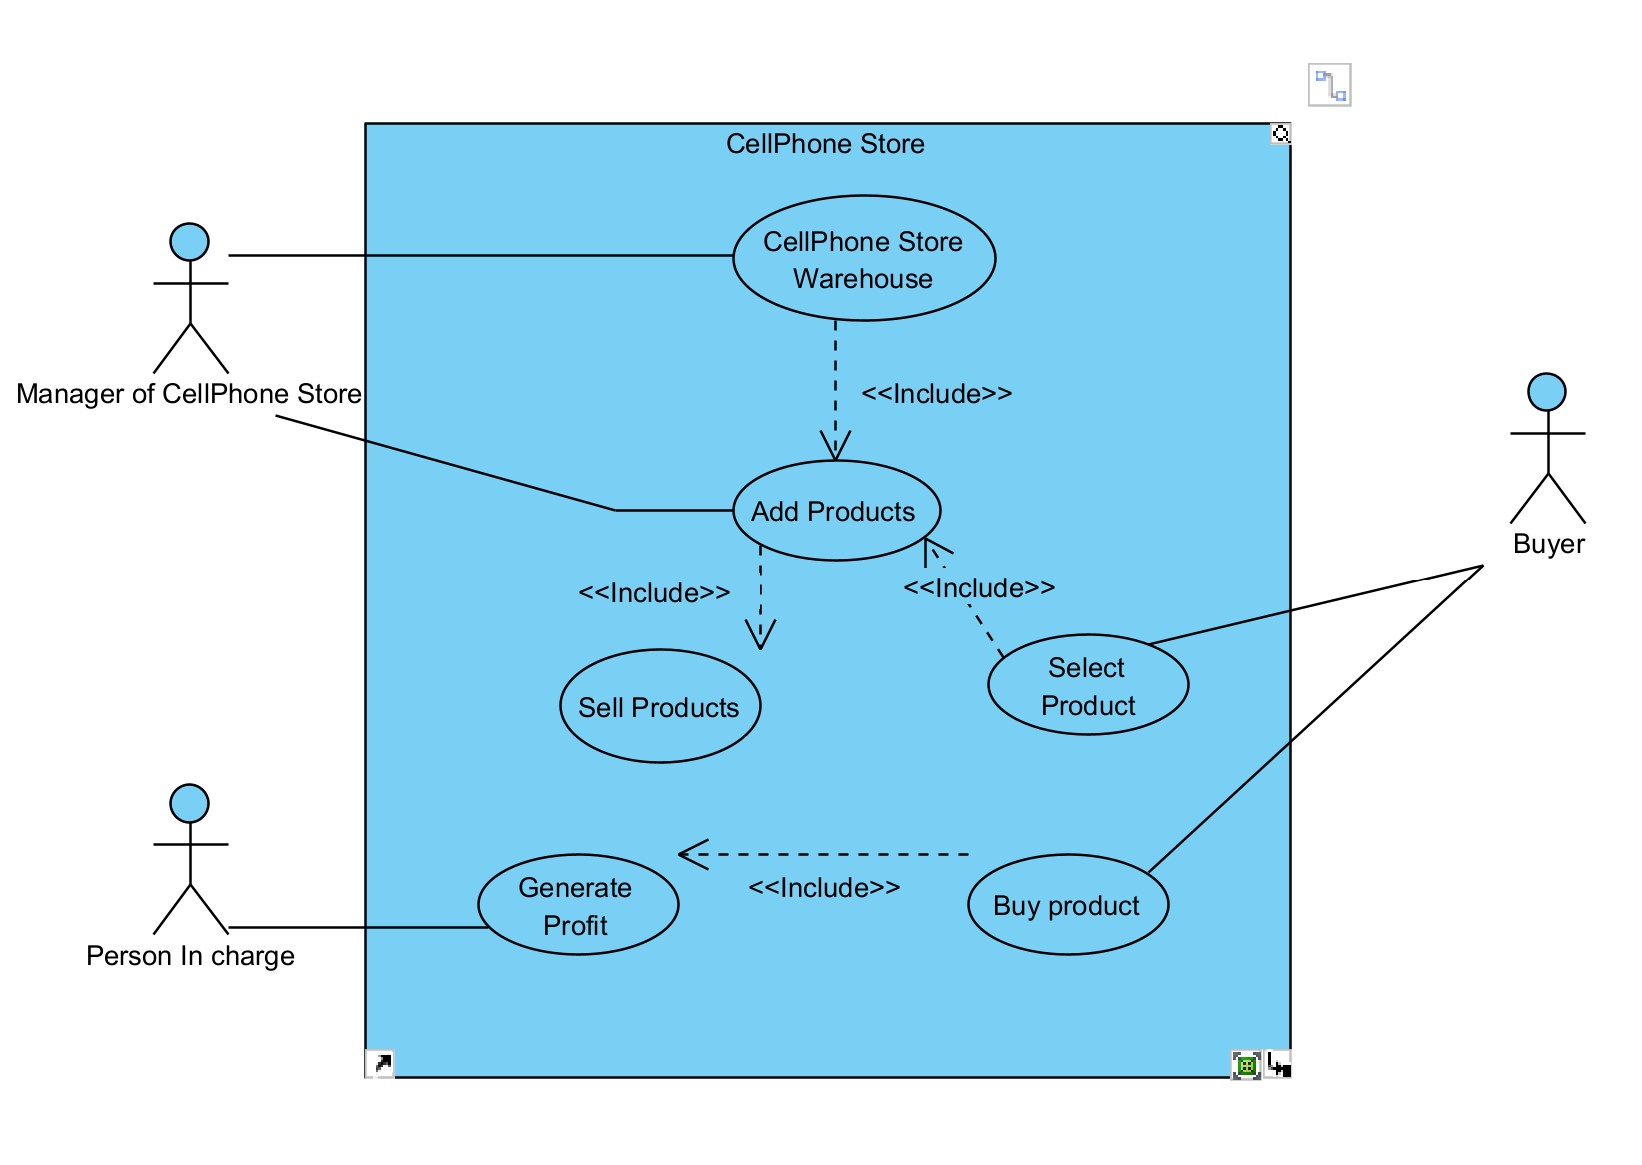 CellPhone Store
CellPhone Store
Warehouse
Manager of CellPhone Store
<<Include>>
Add Products
Buyer
<<Include>>
<<Include>>
Select
Product
Sell Products
Generate
Profit
<<Include>>
Buy product
Person In charge